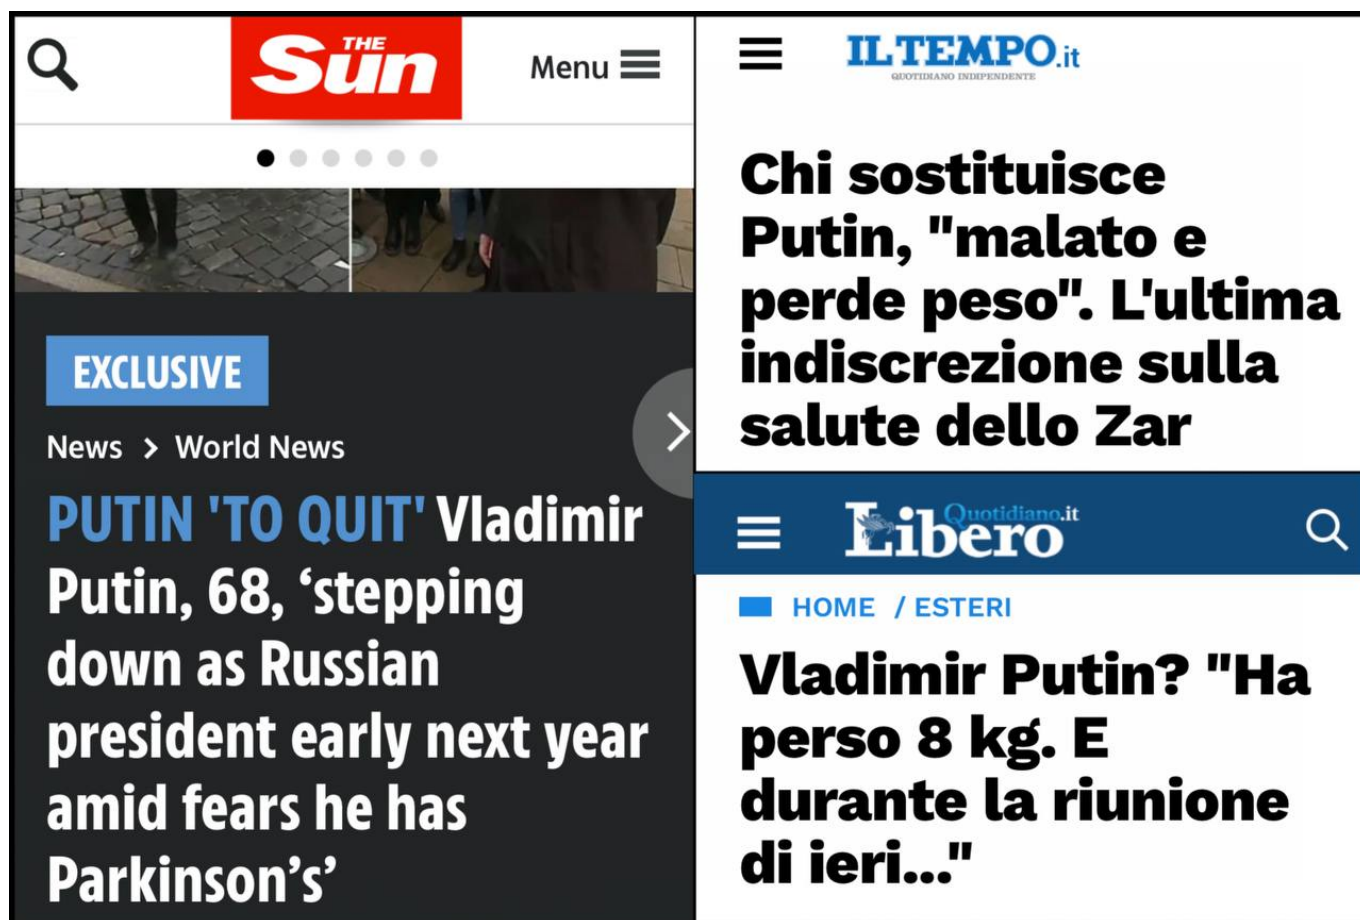 THE
Sun
Menu
EXCLUSIVE
News > World News
PUTIN 'TO QUIT' Vladimir
Putin, 68, ‘stepping
down as Russian
president early next year
amid fears he has
Parkinson’s’
IL TEMPO.it
QUOTIDIANO INDIPENDENTE
Chi sostituisce
Putin, "malato e
perde peso". L'ultima
indiscrezione sulla
salute dello Zar
Quotidiano.it
Libero
HOME / ESTERI
Vladimir Putin? "Ha
perso 8 kg. E
durante la riunione
di ieri..."